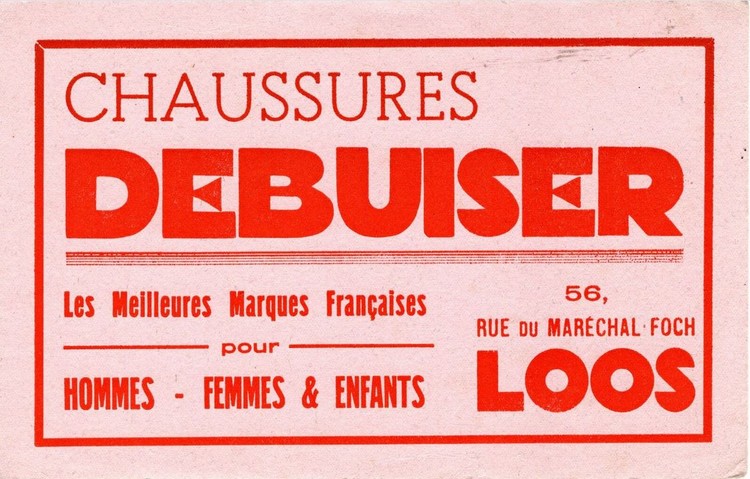 CHAUSSURES
DEBUISER
Les Meilleures Marques Françaises
pour
HOMMES - FEMMES & ENFANTS
56,
RUE DU MARÉCHAL FOCH
LOOS